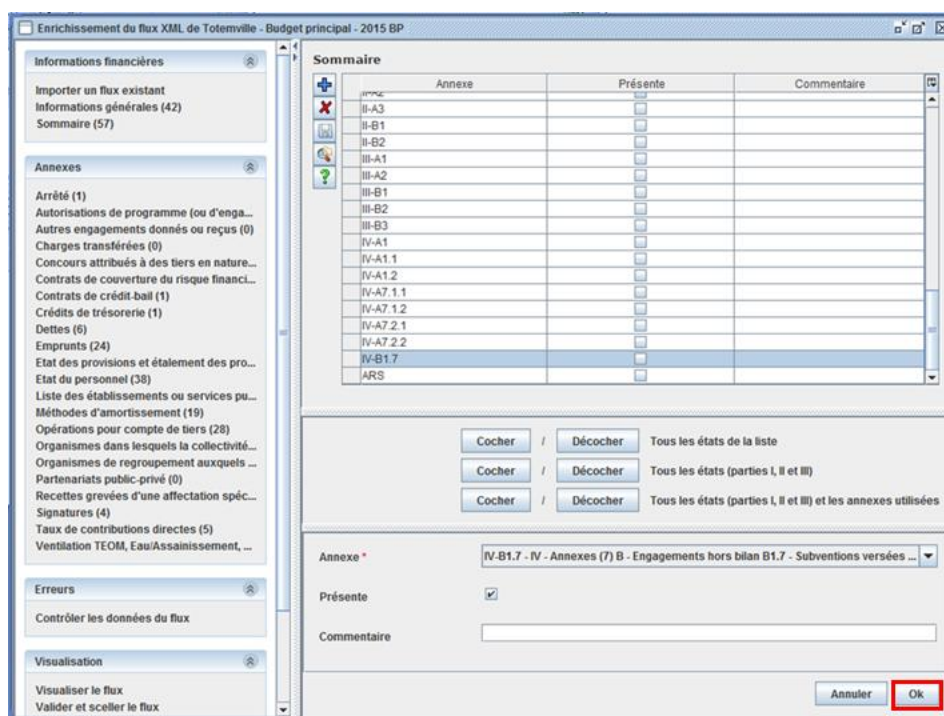 Enrichissement du flux XML de Totemville - Budget principal - 2015 BP
Informations financières
Importer un flux existant
Informations générales (42)
Sommaire (57)
Annexes
Arrêté (1)
Autorisations de programme (ou d'enga...
Autres engagements donnés ou reçus (0)
Charges transférées (0)
Concours attribués à des tiers en nature...
Contrats de couverture du risque financi...
Contrats de crédit-bail (1)
Crédits de trésorerie (1)
Dettes (6)
Emprunts (24)
Etat des provisions et étalement des pro...
Etat du personnel (38)
Liste des établissements ou services pu...
Méthodes d'amortissement (19)
Opérations pour compte de tiers (28)
Organismes dans lesquels la collectivité...
Organismes de regroupement auxquels ...
Partenariats public-privé (0)
Recettes grevées d'une affectation spéc...
Signatures (4)
Taux de contributions directes (5)
Ventilation TEOM, Eau/Assainissement, ...
Erreurs
Contrôler les données du flux
Visualisation
Visualiser le flux
Valider et sceller le flux
Sommaire
Annexe Présente Commentaire
II-A2
II-A3
II-B1
II-B2
III-A1
III-A2
III-B1
III-B2
III-B3
IV-A1
IV-A1.1
IV-A1.2
IV-A7.1.1
IV-A7.1.2
IV-A7.2.1
IV-A7.2.2
IV-B1.7
ARS
Cocher / Décocher Tous les états de la liste
Cocher / Décocher Tous les états (parties I, II et III)
Cocher / Décocher Tous les états (parties I, II et III) et les annexes utilisées
Annexe * IV-B1.7 - IV - Annexes (7) B - Engagements hors bilan B1.7 - Subventions versées ...
Présente
Commentaire
Annuler Ok